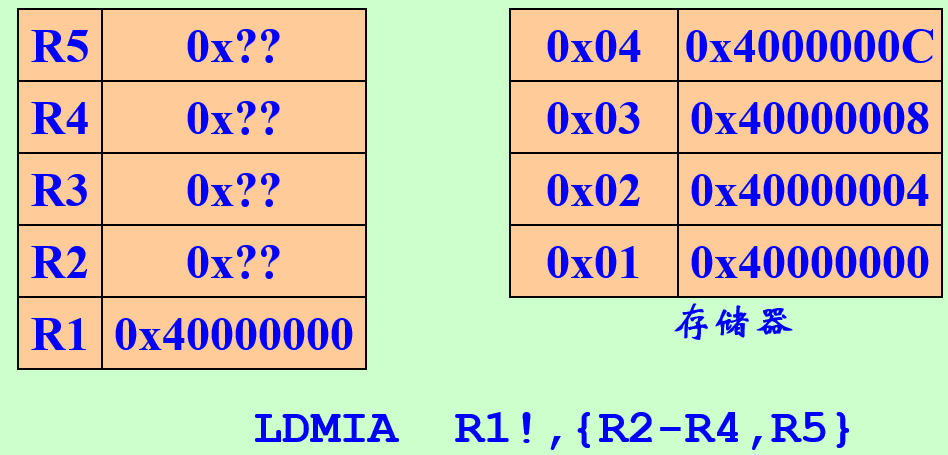 R5 0x??
R4 0x??
R3 0x??
R2 0x??
R1 0x40000000
0x04 0x4000000C
0x03 0x40000008
0x02 0x40000004
0x01 0x40000000
存储器
LDMIA R1!,{R2-R4,R5}